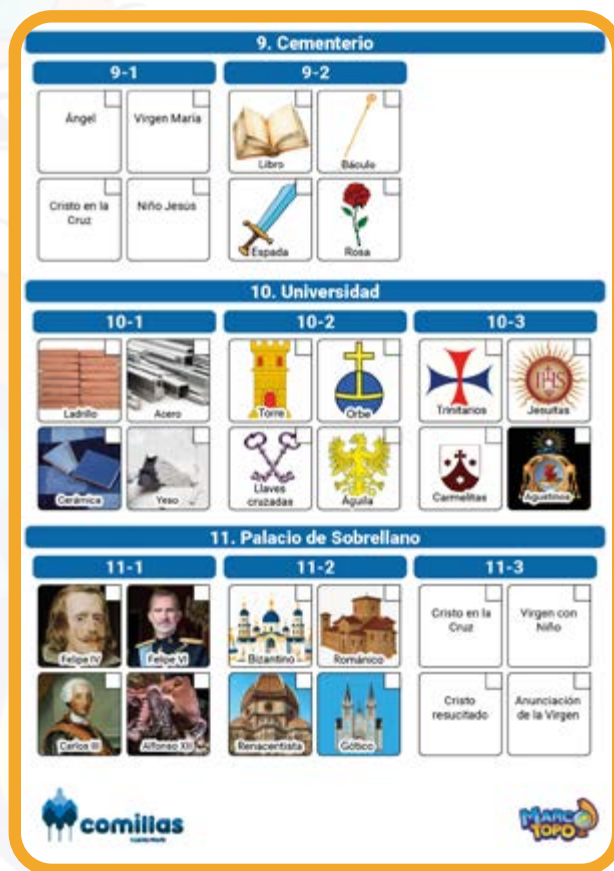 9. Cementerio
9-1
9-2
Ángel
Virgen María
Libro
Báculo
Cristo en la
Cruz
Niño Jesús
Espada
Rosa
10. Universidad
10-1
10-2
10-3
Ladrillo
Acero
Torre
Orbe
Trinitarios
Jesuitas
IHS
Cerámica
Yeso
Llaves
cruzadas
Águila
Carmelitas
Agustinos
11. Palacio de Sobrellano
11-1
11-2
11-3
Felipe IV
Felipe VI
Bizantino
Románico
Cristo en la
Cruz
Virgen con
Niño
Carlos III
Alfonso XII
Renacentista
Gótico
Cristo
resucitado
Anunciación
de la Virgen
comillas
MARCO
TOPO